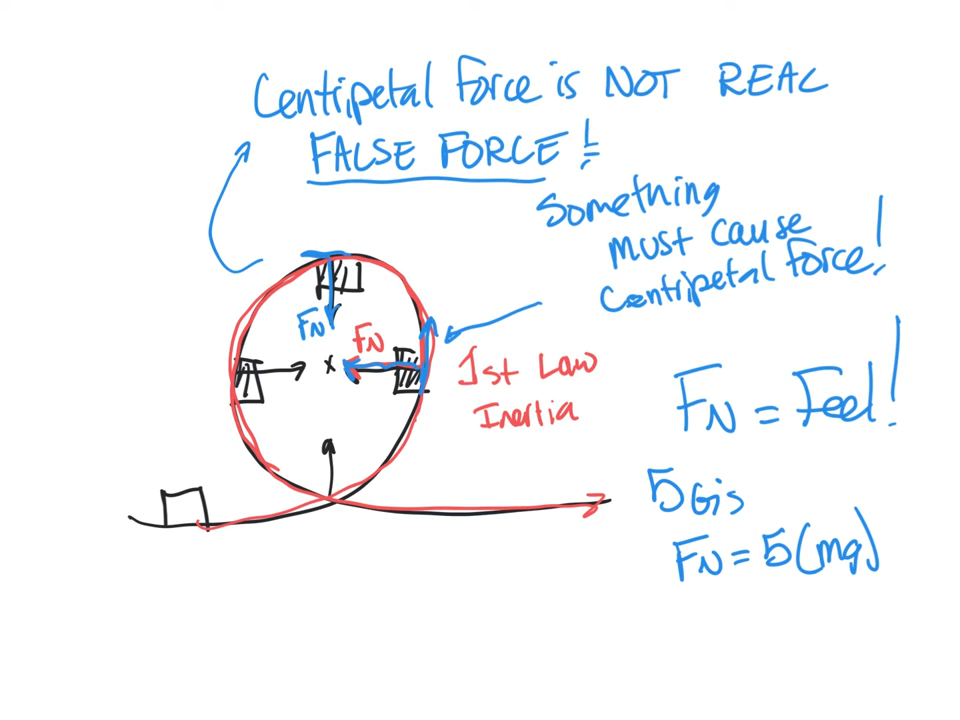 Centripetal Force is NOT REAL
FALSE FORCE!
Something
must cause
Centripetal Force!
FN
FN
x
1st Law
Inertia
FN = Feel!
5 G's
FN = 5(mg)